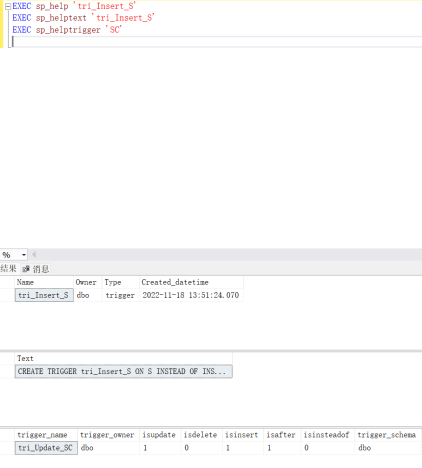 EXEC sp_help 'tri_Insert_S'
EXEC sp_helptext 'tri_Insert_S'
EXEC sp_helptrigger 'SC'
%
结果 消息
Name Owner Type Created_datetime
tri_Insert_S dbo trigger 2022-11-18 13:51:24.070
Text
CREATE TRIGGER tri_Insert_S ON S INSTEAD OF INS...
trigger_name trigger_owner isupdate isdelete isinsert isafter isinsteadof trigger_schema
tri_Update_SC dbo 1 0 1 1 0 dbo